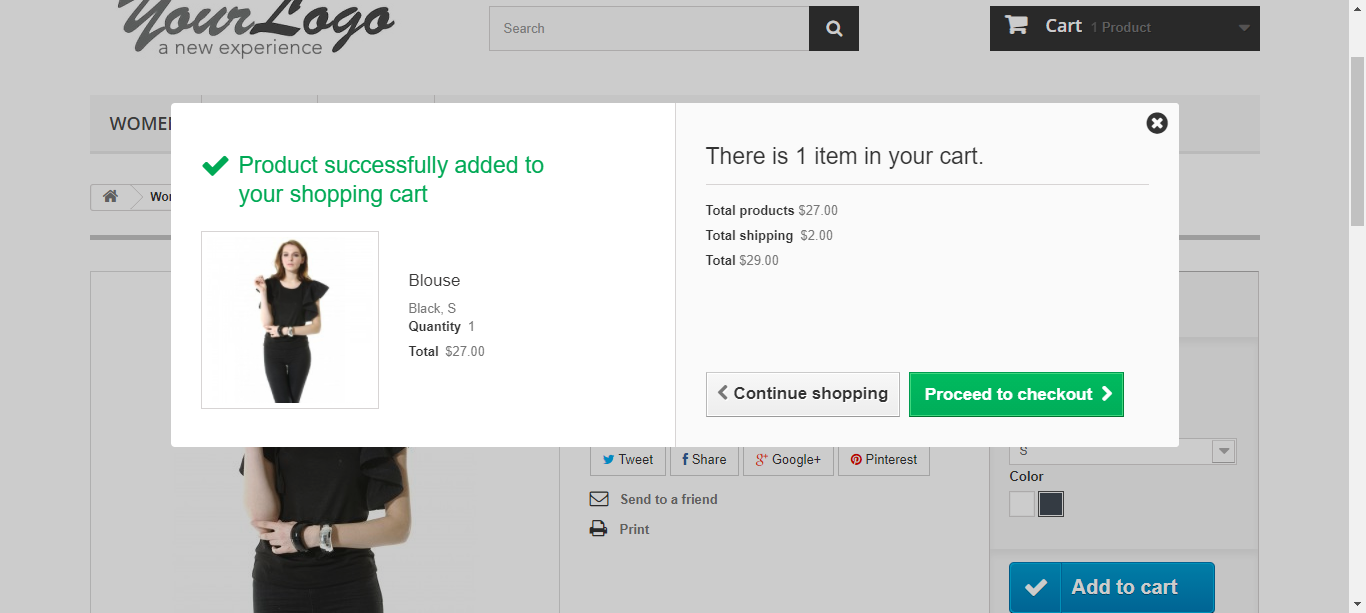 YourLogo
a new experience
Search
Cart 1 Product
WOME
Wo
Product successfully added to
your shopping cart
Blouse
Black, S
Quantity 1
Total $27.00
There is 1 item in your cart.
Total products $27.00
Total shipping $2.00
Total $29.00
Continue shopping
Proceed to checkout
Tweet
Share
Google+
Pinterest
Send to a friend
Print
S
Color
Add to cart